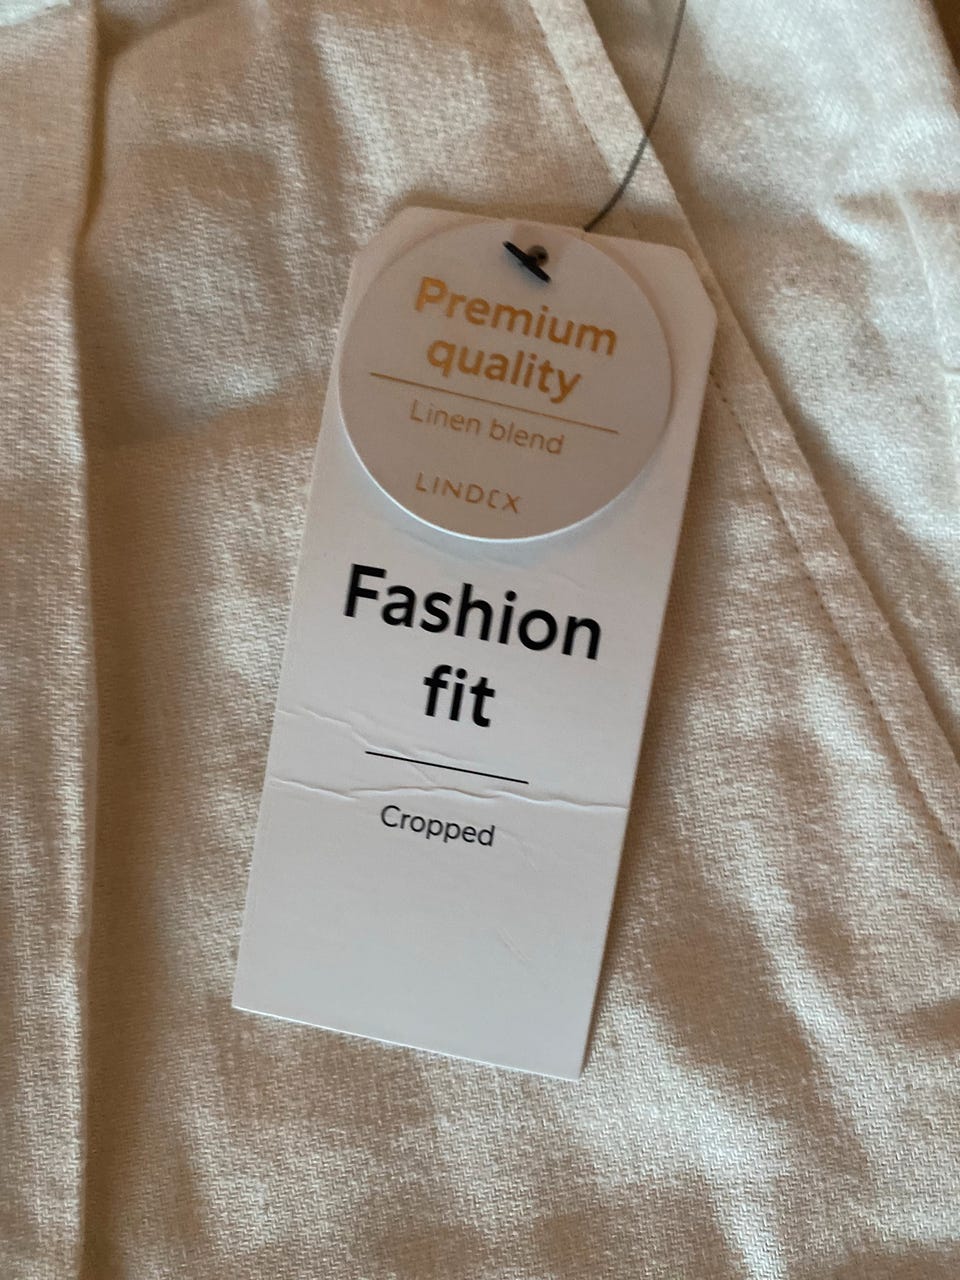 Premium
quality
Linen blend
LINDEX
Fashion
fit
Cropped